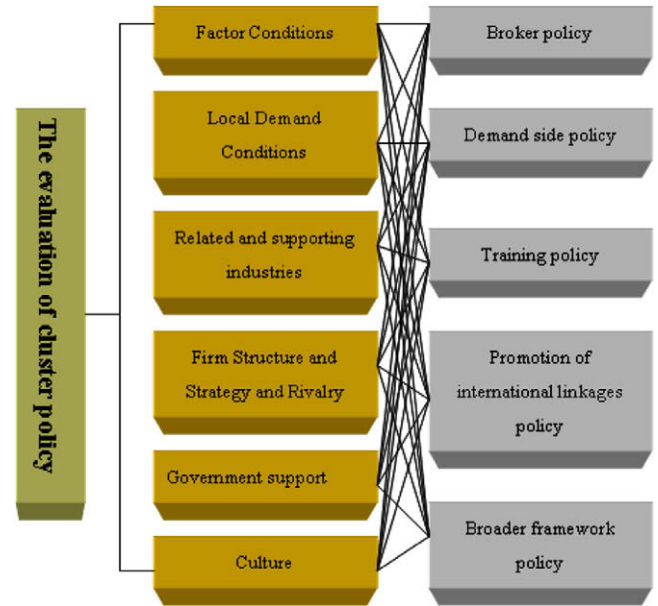 The evaluation of cluster policy
Factor Conditions
Local Demand
Conditions
Related and supporting
industries
Firm Structure and
Strategy and Rivalry
Government support
Culture
Broker policy
Demand side policy
Training policy
Promotion of
international linkages
policy
Broader framework
policy